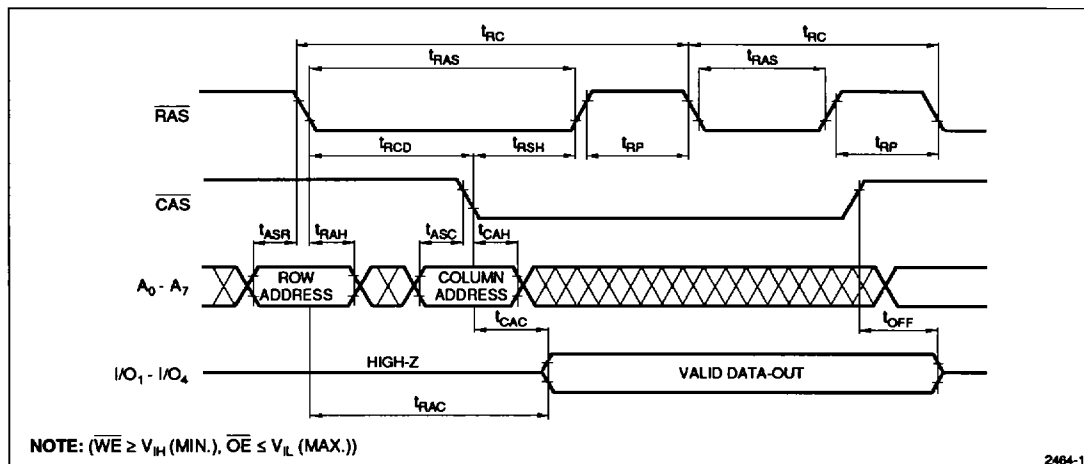 tRC tRC
tRAS tRAS
RAS
tRCD tRSH tRP tRP
CAS
tASR tRAH tASC tCAH
A0 - A7 ROW ADDRESS COLUMN ADDRESS
tCAC tOFF
I/O1 - I/O4 HIGH-Z VALID DATA-OUT
tRAC
NOTE: (WE ≥ VIH (MIN.), OE ≤ VIL (MAX.))
2464-1